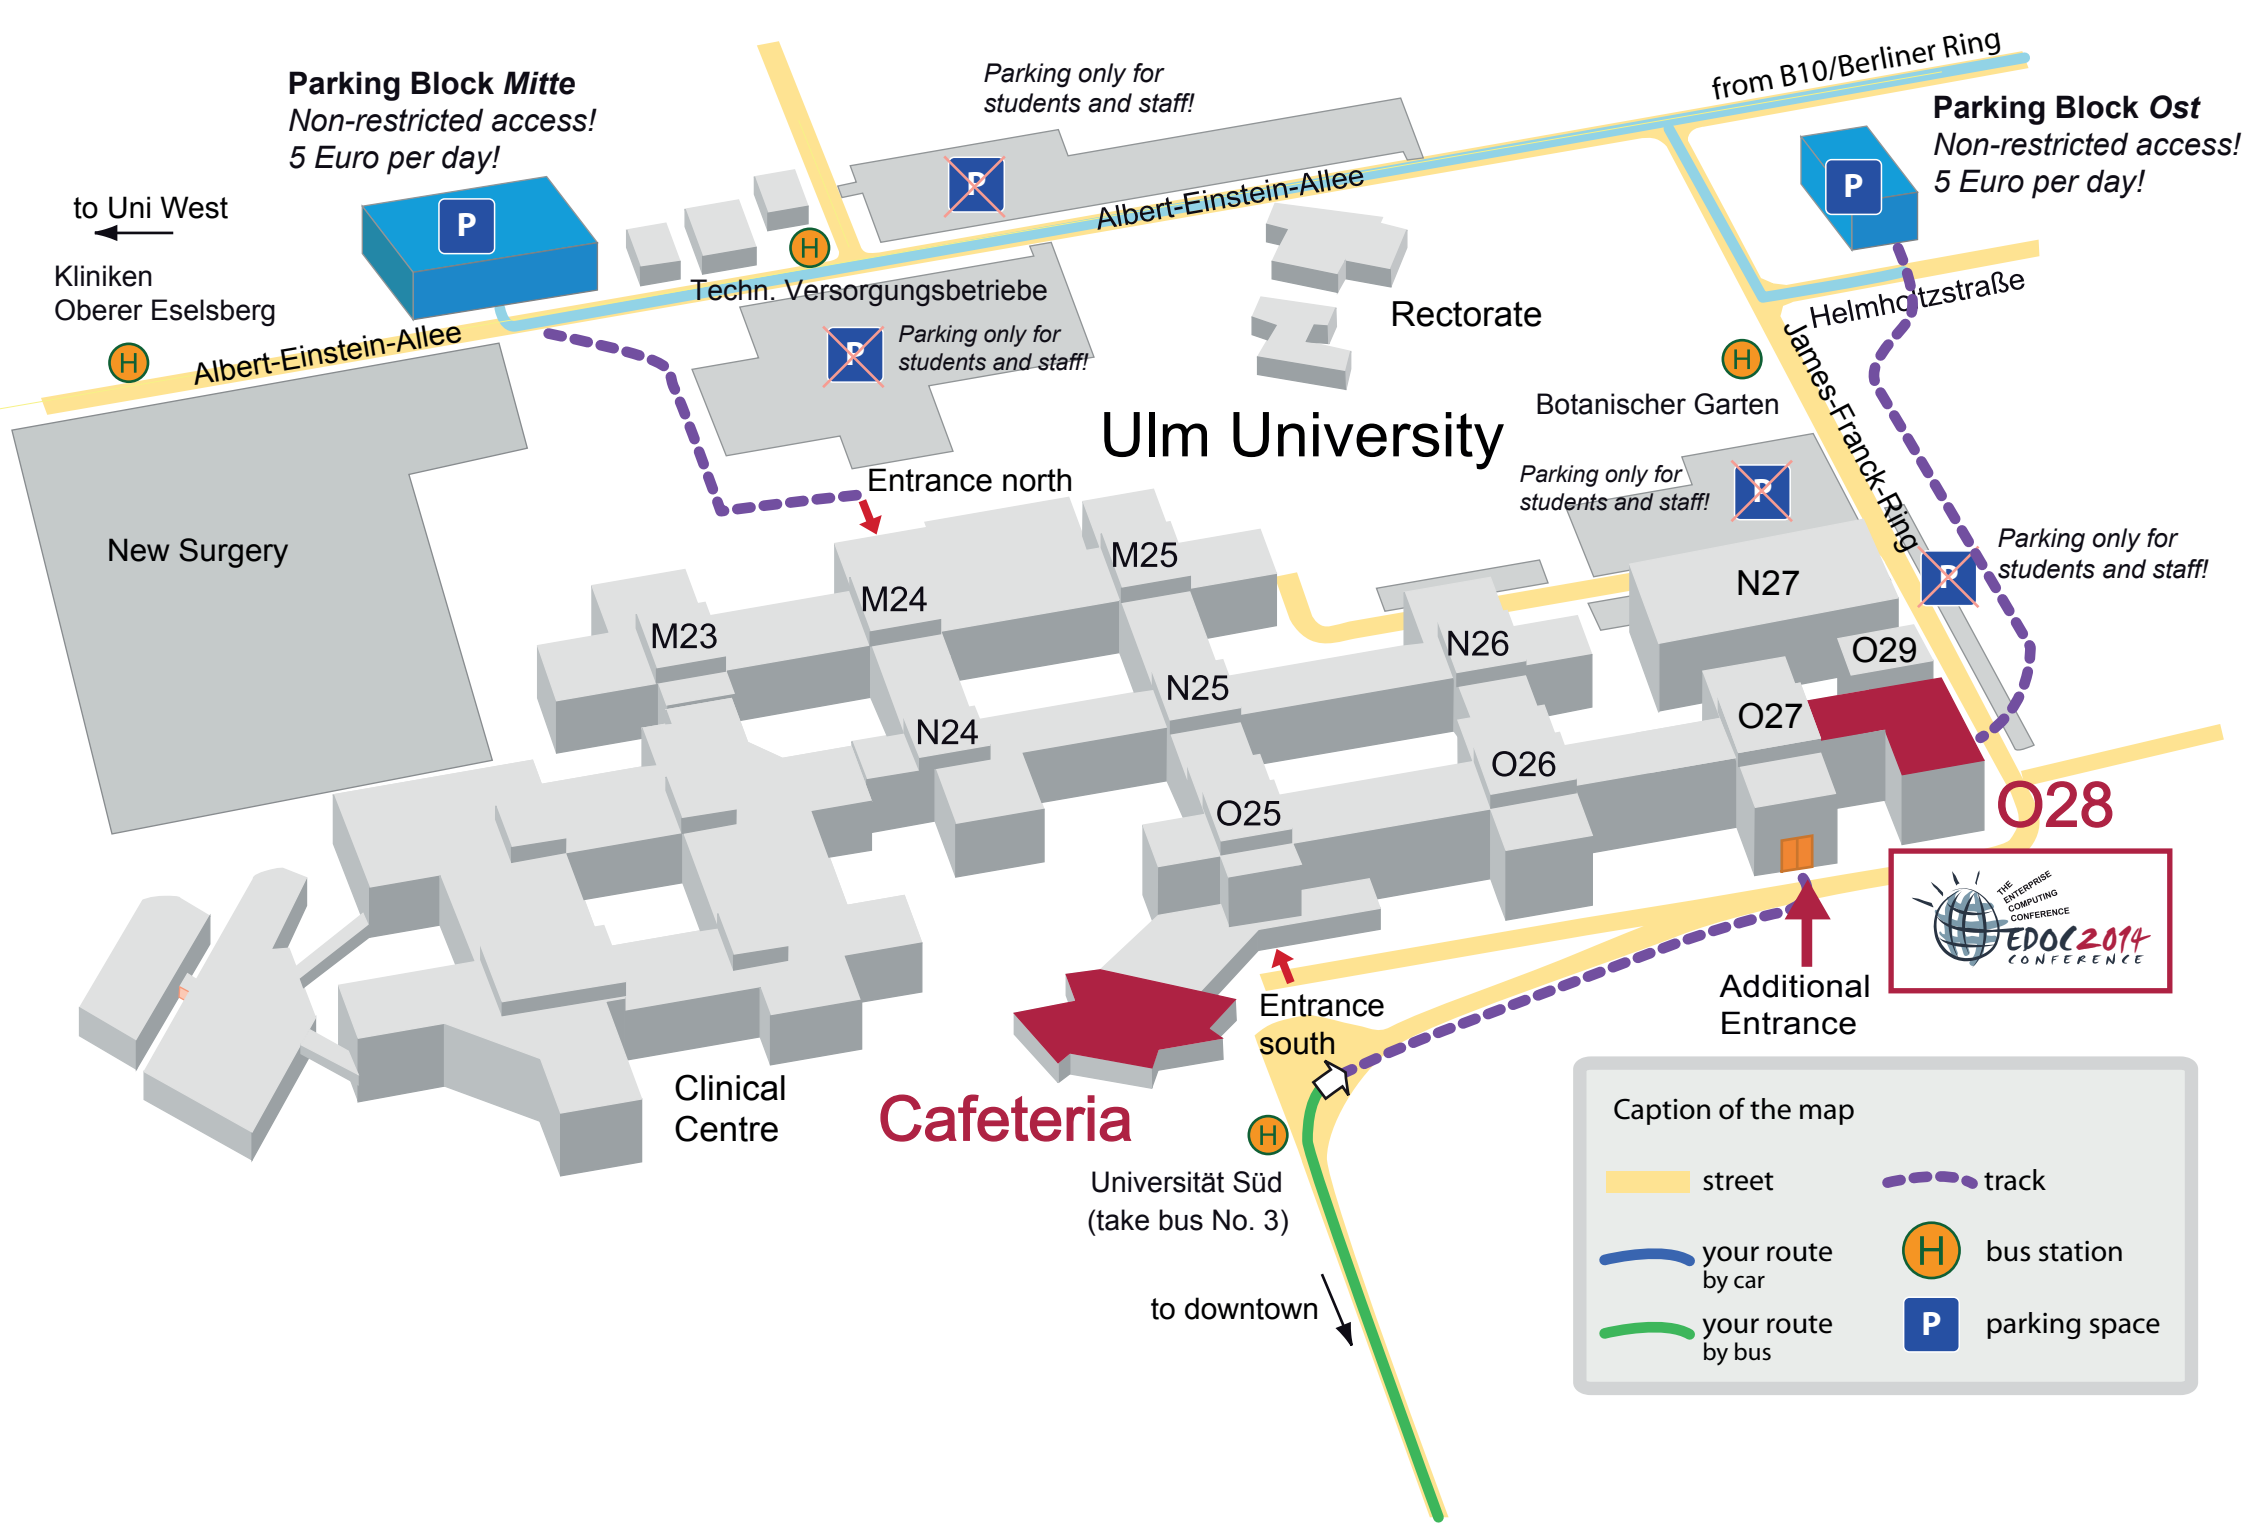 from B10/Berliner Ring
Parking Block Mitte
Non-restricted access!
5 Euro per day!
P
Parking only for
students and staff!
P
Parking Block Ost
Non-restricted access!
5 Euro per day!
P
to Uni West
Kliniken
Oberer Eselsberg
H
Albert-Einstein-Allee
H
Techn. Versorgungsbetriebe
Albert-Einstein-Allee
P
Parking only for
students and staff!
Rectorate
Helmholtzstraße
James-Franck-Ring
H
Botanischer Garten
Ulm University
Entrance north
Parking only for
students and staff!
P
Parking only for
students and staff!
P
New Surgery
M23
M24
M25
N24
N25
N26
N27
O25
O26
O27
O29
O28
THE
ENTERPRISE
COMPUTING
CONFERENCE
EDOC2014
CONFERENCE
Additional
Entrance
Entrance
south
Clinical
Centre
Cafeteria
H
Universität Süd
(take bus No. 3)
to downtown
Caption of the map
street
track
your route
by car
H
bus station
your route
by bus
P
parking space